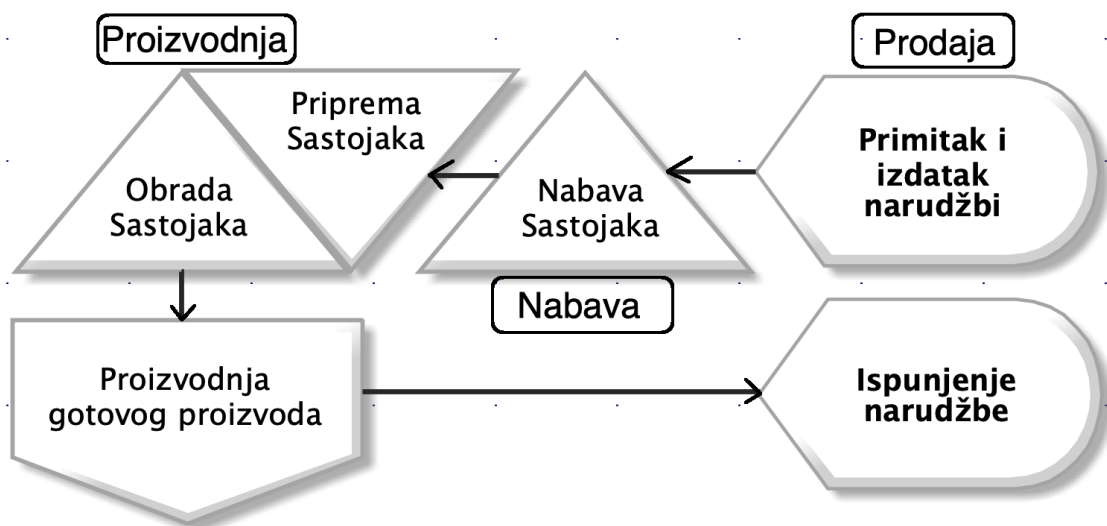 Proizvodnja
Prodaja
Priprema
Sastojaka
Obrada
Sastojaka
Nabava
Sastojaka
Primitak i
izdatak
narudžbi
Nabava
Proizvodnja
gotovog proizvoda
Ispunjenje
narudžbe